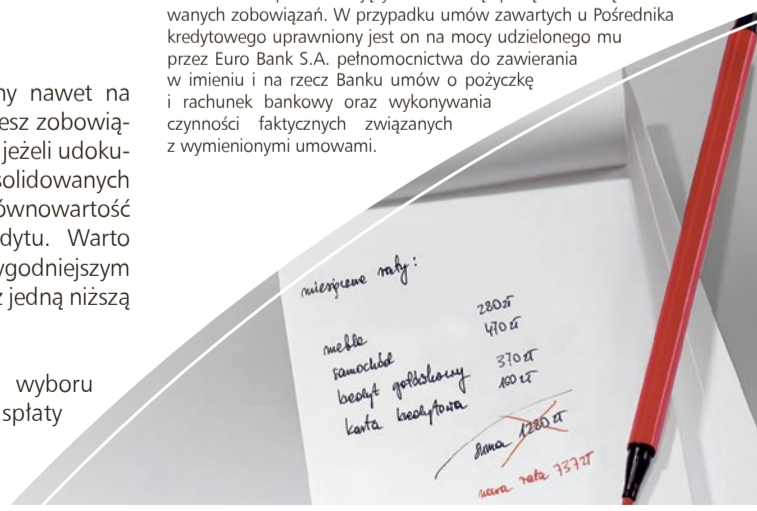 wanych zobowiązań. W przypadku umów zawartych u Pośrednika
kredytowego uprawniony jest on na mocy udzielonego mu
przez Euro Bank S.A. pełnomocnictwa do zawierania
w imieniu i na rzecz Banku umów o pożyczkę
i rachunek bankowy oraz wykonywania
czynności faktycznych związanych
z wymienionymi umowami.
ny nawet na
esz zobowią-
jeżeli udoku-
solidowanych
ównowartość
dytu. Warto
ygodniejszym
z jedną niższą
wyboru
spłaty
miesięczne raty:
meble 280zł
samochód 470zł
kredyt gotówkowy 370zł
karta kredytowa 160zł
suma 1280zł
nowa rata 737zł